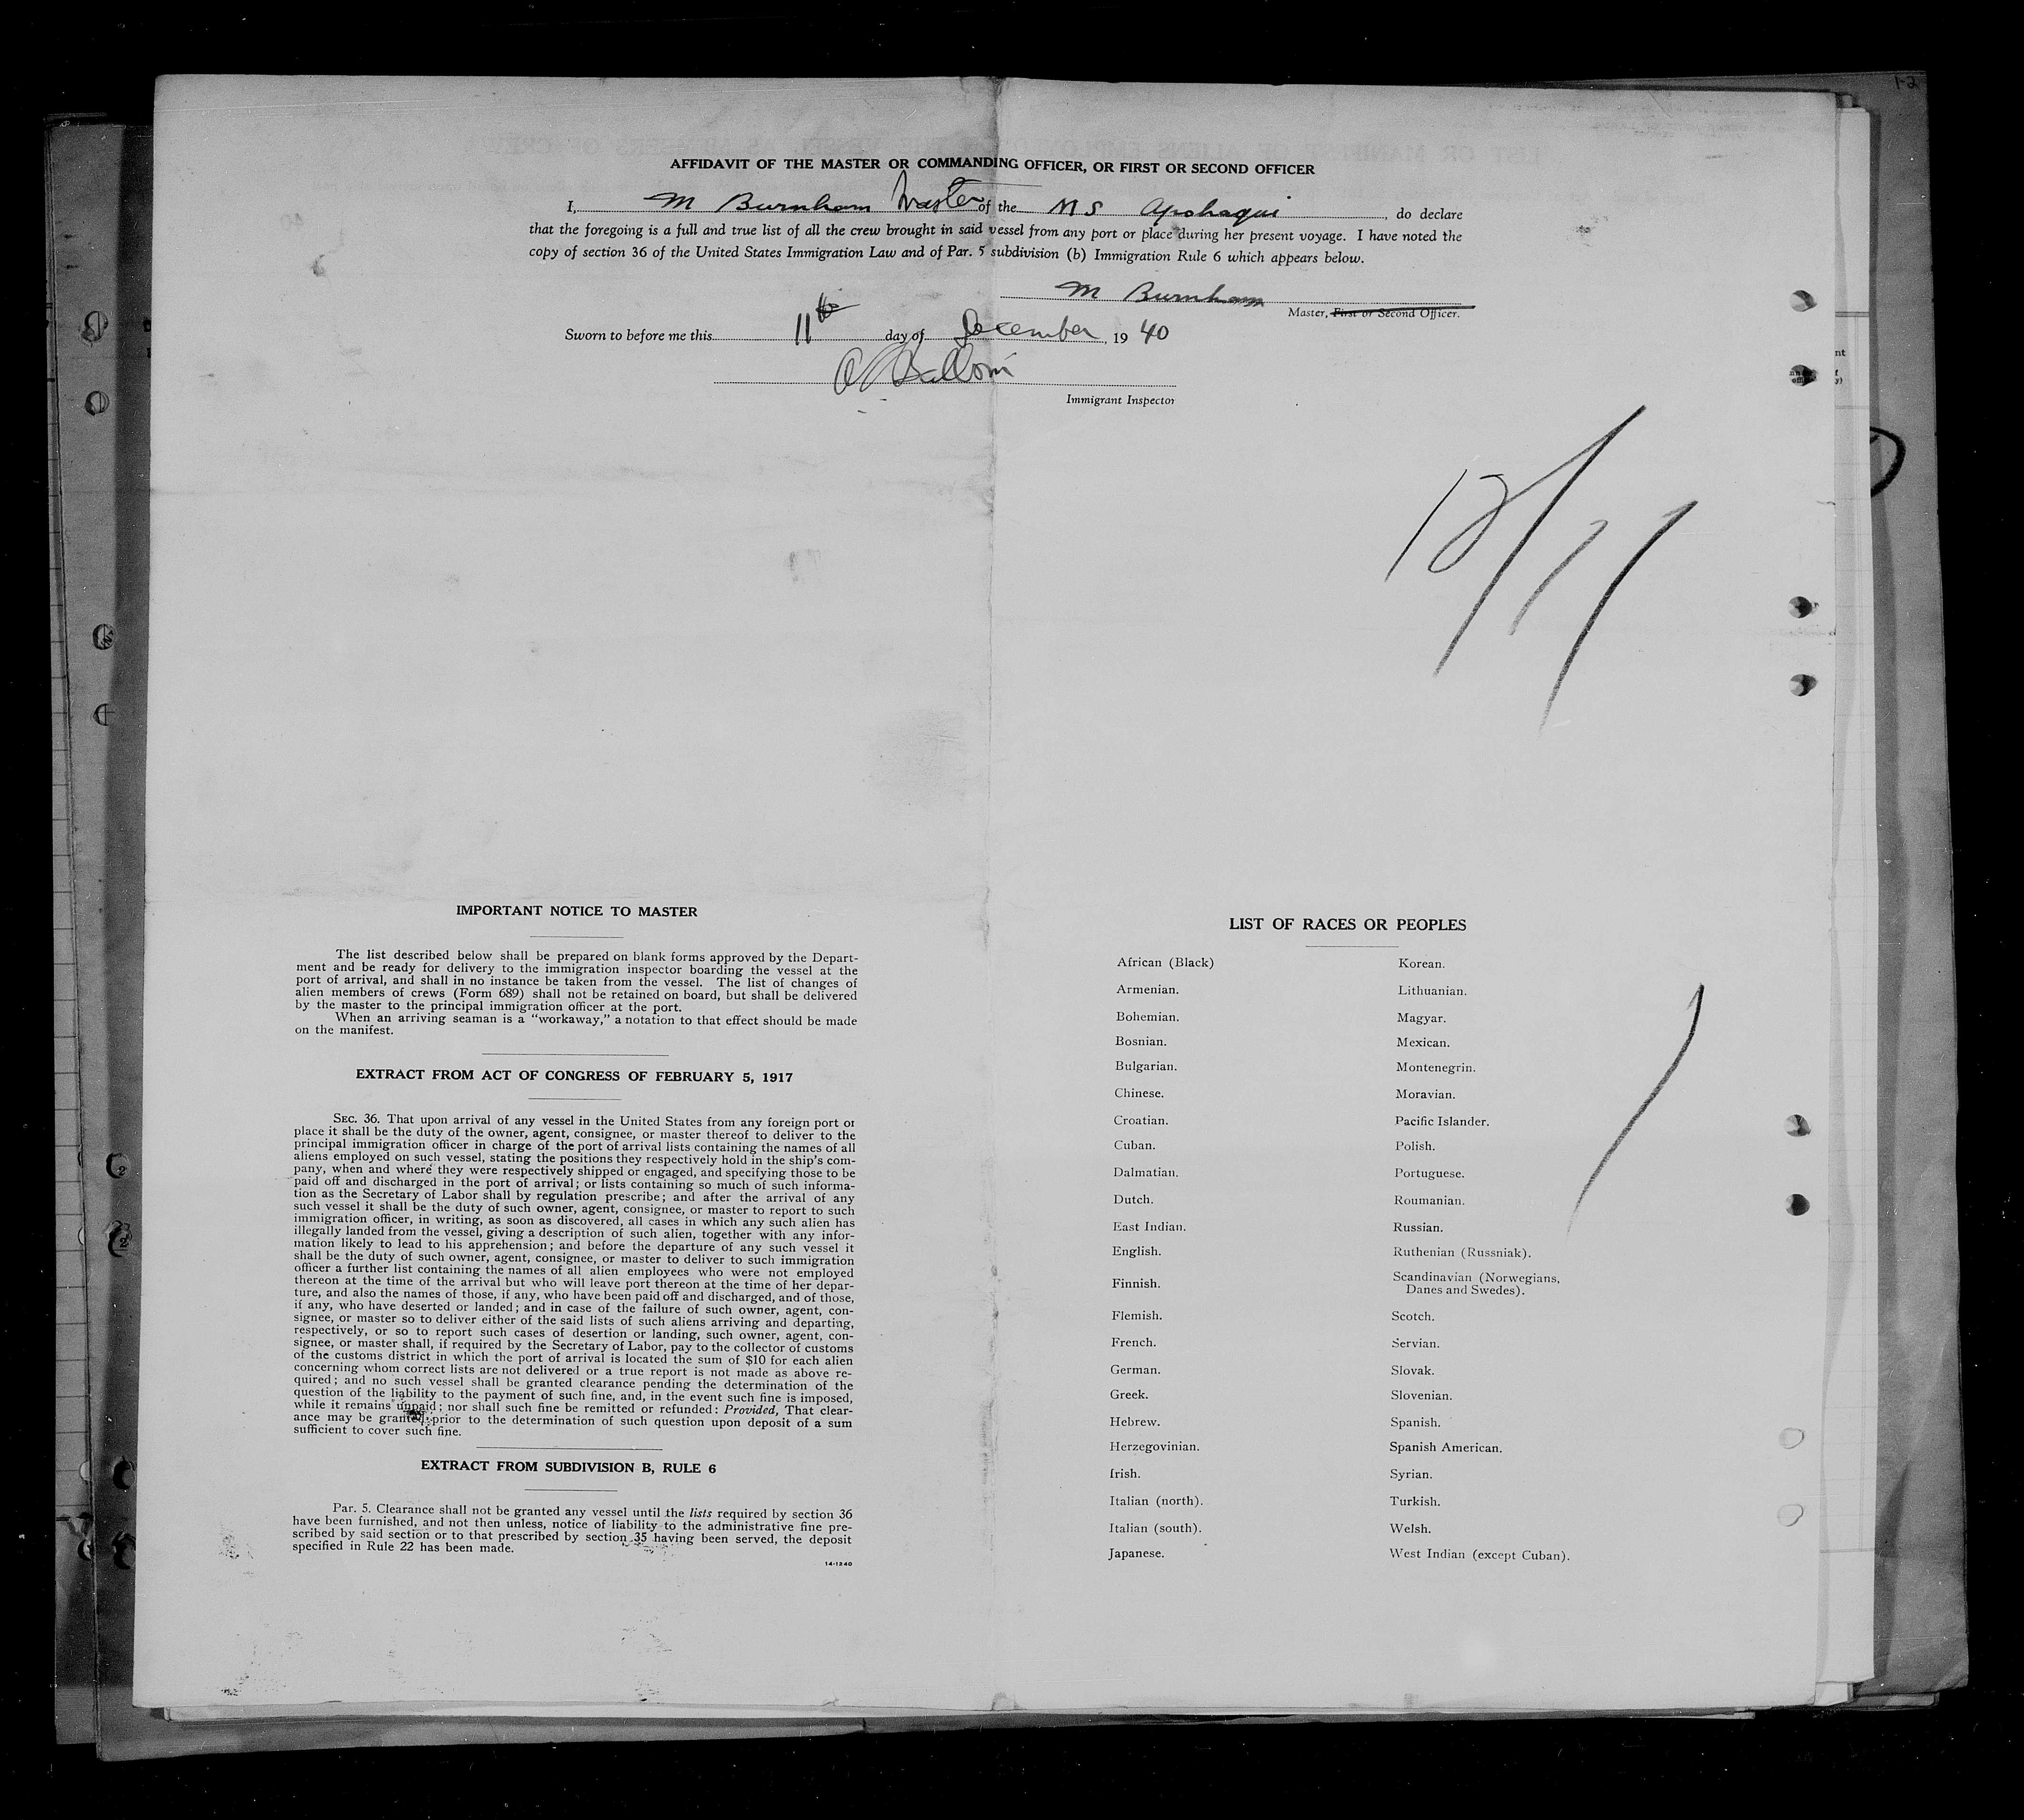 AFFIDAVIT OF THE MASTER OR COMMANDING OFFICER, OR FIRST OR SECOND OFFICER
I, M Burnham Master of the MS Apohaqui, do declare
that the foregoing is a full and true list of all the crew brought in said vessel from any port or place during her present voyage. I have noted the
copy of section 36 of the United States Immigration Law and of Par. 5 subdivision (b) Immigration Rule 6 which appears below.
M Burnham
Master, First or Second Officer.
Sworn to before me this 11th day of December, 19 40
Immigrant Inspector
12/11
IMPORTANT NOTICE TO MASTER
The list described below shall be prepared on blank forms approved by the Depart-
ment and be ready for delivery to the immigration inspector boarding the vessel at the
port of arrival, and shall in no instance be taken from the vessel. The list of changes of
alien members of crews (Form 689) shall not be retained on board, but shall be delivered
by the master to the principal immigration officer at the port.
When an arriving seaman is a “workaway,” a notation to that effect should be made
on the manifest.
EXTRACT FROM ACT OF CONGRESS OF FEBRUARY 5, 1917
SEC. 36. That upon arrival of any vessel in the United States from any foreign port or
place it shall be the duty of the owner, agent, consignee, or master thereof to deliver to the
principal immigration officer in charge of the port of arrival lists containing the names of all
aliens employed on such vessel, stating the positions they respectively hold in the ship's com-
pany, when and where they were respectively shipped or engaged, and specifying those to be
paid off and discharged in the port of arrival; or lists containing so much of such informa-
tion as the Secretary of Labor shall by regulation prescribe; and after the arrival of any
such vessel it shall be the duty of such owner, agent, consignee, or master to report to such
immigration officer, in writing, as soon as discovered, all cases in which any such alien has
illegally landed from the vessel, giving a description of such alien, together with any infor-
mation likely to lead to his apprehension; and before the departure of any such vessel it
shall be the duty of such owner, agent, consignee, or master to deliver to such immigration
officer a further list containing the names of all alien employees who were not employed
thereon at the time of the arrival but who will leave port thereon at the time of her depar-
ture, and also the names of those, if any, who have been paid off and discharged, and of those,
if any, who have deserted or landed; and in case of the failure of such owner, agent, con-
signee, or master so to deliver either of the said lists of such aliens arriving and departing,
respectively, or so to report such cases of desertion or landing, such owner, agent, con-
signee, or master shall, if required by the Secretary of Labor, pay to the collector of customs
of the customs district in which the port of arrival is located the sum of $10 for each alien
concerning whom correct lists are not delivered or a true report is not made as above re-
quired; and no such vessel shall be granted clearance pending the determination of the
question of the liability to the payment of such fine, and, in the event such fine is imposed,
while it remains unpaid; nor shall such fine be remitted or refunded: Provided, That clear-
ance may be granted prior to the determination of such question upon deposit of a sum
sufficient to cover such fine.
EXTRACT FROM SUBDIVISION B, RULE 6
Par. 5. Clearance shall not be granted any vessel until the lists required by section 36
have been furnished, and not then unless, notice of liability to the administrative fine pre-
scribed by said section or to that prescribed by section 35 having been served, the deposit
specified in Rule 22 has been made.
14-1240
LIST OF RACES OR PEOPLES
African (Black)
Armenian.
Bohemian.
Bosnian.
Bulgarian.
Chinese.
Croatian.
Cuban.
Dalmatian.
Dutch.
East Indian.
English.
Finnish.
Flemish.
French.
German.
Greek.
Hebrew.
Herzegovinian.
Irish.
Italian (north).
Italian (south).
Japanese.
Korean.
Lithuanian.
Magyar.
Mexican.
Montenegrin.
Moravian.
Pacific Islander.
Polish.
Portuguese.
Roumanian.
Russian.
Ruthenian (Russniak).
Scandinavian (Norwegians,
Danes and Swedes).
Scotch.
Servian.
Slovak.
Slovenian.
Spanish.
Spanish American.
Syrian.
Turkish.
Welsh.
West Indian (except Cuban).